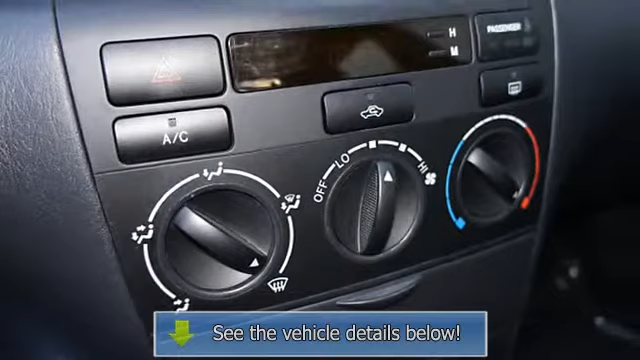 H
PASSENGER
M
A/C
LO
HI
OFF
See the vehicle details below!